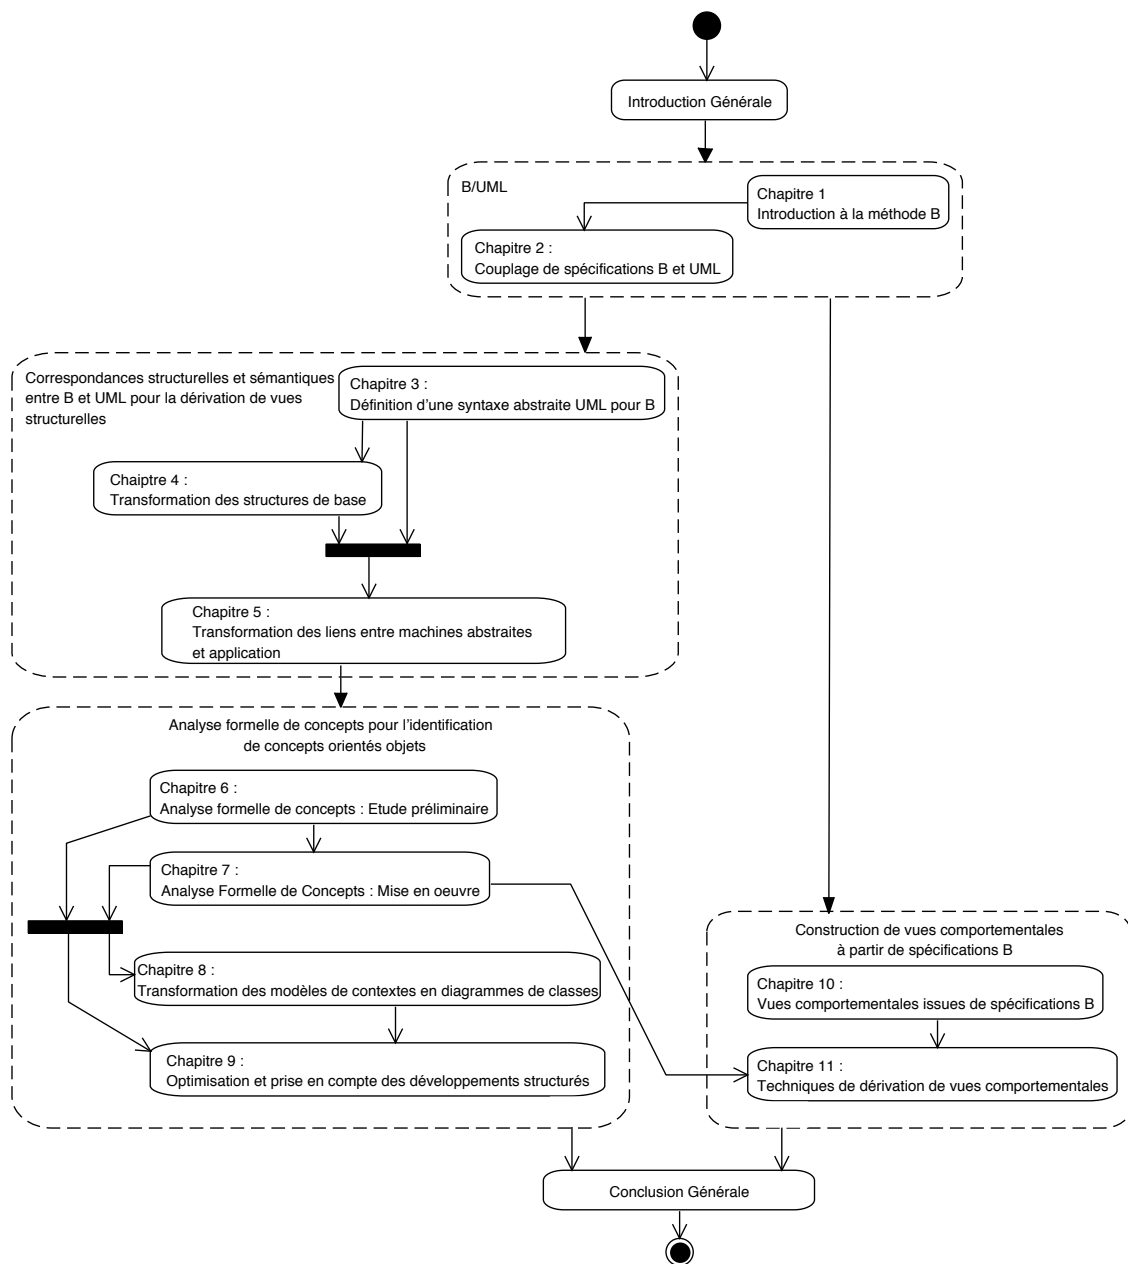 Introduction Générale
B/UML
Chapitre 1
Introduction à la méthode B
Chapitre 2 :
Couplage de spécifications B et UML
Correspondances structurelles et sémantiques
entre B et UML pour la dérivation de vues
structurelles
Chapitre 3 :
Définition d'une syntaxe abstraite UML pour B
Chaiptre 4 :
Transformation des structures de base
Chapitre 5 :
Transformation des liens entre machines abstraites
et application
Analyse formelle de concepts pour l'identification
de concepts orientés objets
Chapitre 6 :
Analyse formelle de concepts : Etude préliminaire
Chapitre 7 :
Analyse Formelle de Concepts : Mise en oeuvre
Chapitre 8 :
Transformation des modèles de contextes en diagrammes de classes
Chapitre 9 :
Optimisation et prise en compte des développements structurés
Construction de vues comportementales
à partir de spécifications B
Chapitre 10 :
Vues comportementales issues de spécifications B
Chapitre 11 :
Techniques de dérivation de vues comportementales
Conclusion Générale